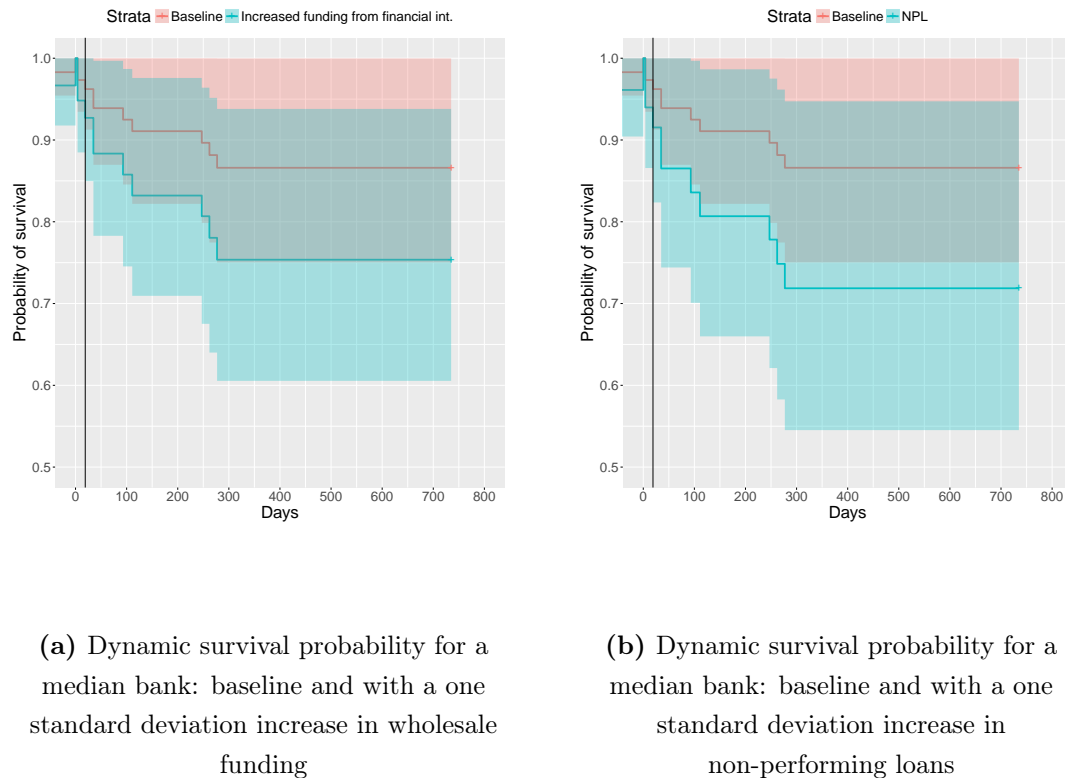 Strata Baseline Increased funding from financial int.
1.0
0.9
0.8
0.7
0.6
0.5
Probability of survival
0 100 200 300 400 500 600 700 800
Days
Strata Baseline NPL
1.0
0.9
0.8
0.7
0.6
0.5
Probability of survival
0 100 200 300 400 500 600 700 800
Days
(a) Dynamic survival probability for a
median bank: baseline and with a one
standard deviation increase in wholesale
funding
(b) Dynamic survival probability for a
median bank: baseline and with a one
standard deviation increase in
non-performing loans